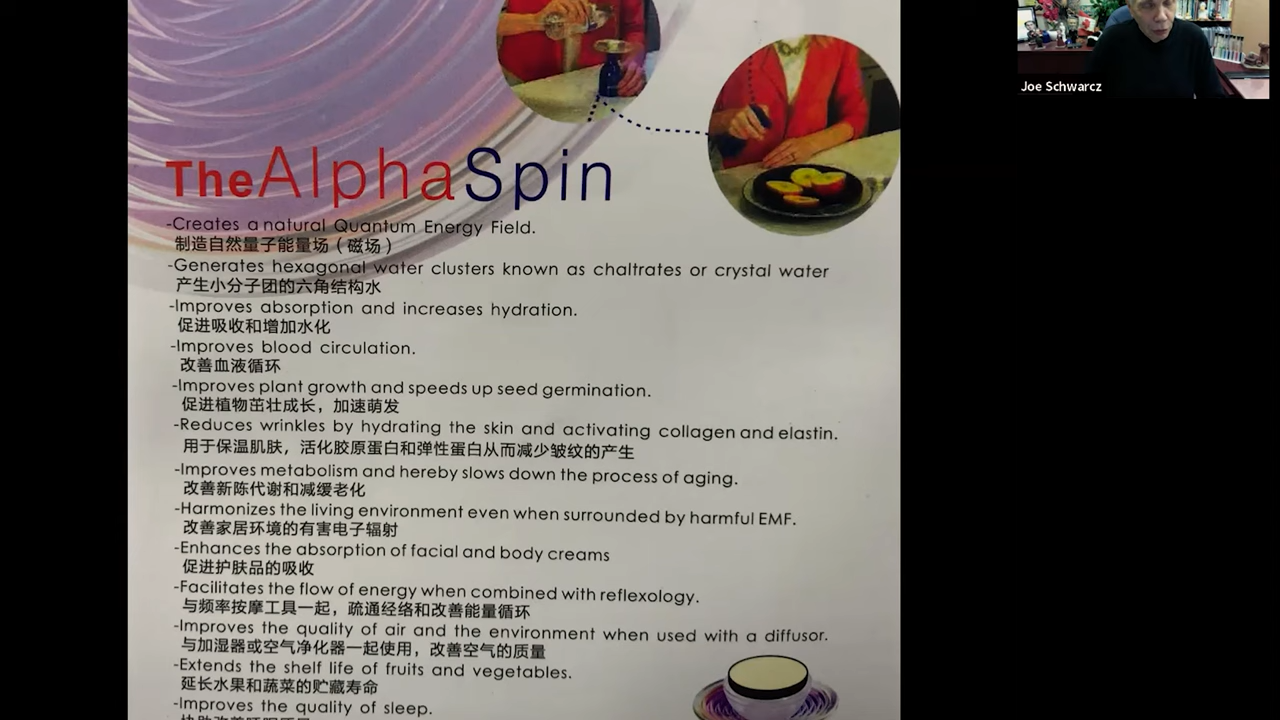 Joe Schwarcz
TheAlphaSpin
-Creates a natural Quantum Energy Field.
制造自然量子能量场（磁场）
-Generates hexagonal water clusters known as chaltrates or crystal water
产生小分子团的六角结构水
-Improves absorption and increases hydration.
促进吸收和增加水化
-Improves blood circulation.
改善血液循环
-Improves plant growth and speeds up seed germination.
促进植物茁壮成长，加速萌发
-Reduces wrinkles by hydrating the skin and activating collagen and elastin.
用于保温肌肤，活化胶原蛋白和弹性蛋白从而减少皱纹的产生
-Improves metabolism and hereby slows down the process of aging.
改善新陈代谢和减缓老化
-Harmonizes the living environment even when surrounded by harmful EMF.
改善家居环境的有害电子辐射
-Enhances the absorption of facial and body creams
促进护肤品的吸收
-Facilitates the flow of energy when combined with reflexology.
与频率按摩工具一起，疏通经络和改善能量循环
-Improves the quality of air and the environment when used with a diffusor.
与加湿器或空气净化器一起使用，改善空气的质量
-Extends the shelf life of fruits and vegetables.
延长水果和蔬菜的贮藏寿命
-Improves the quality of sleep.